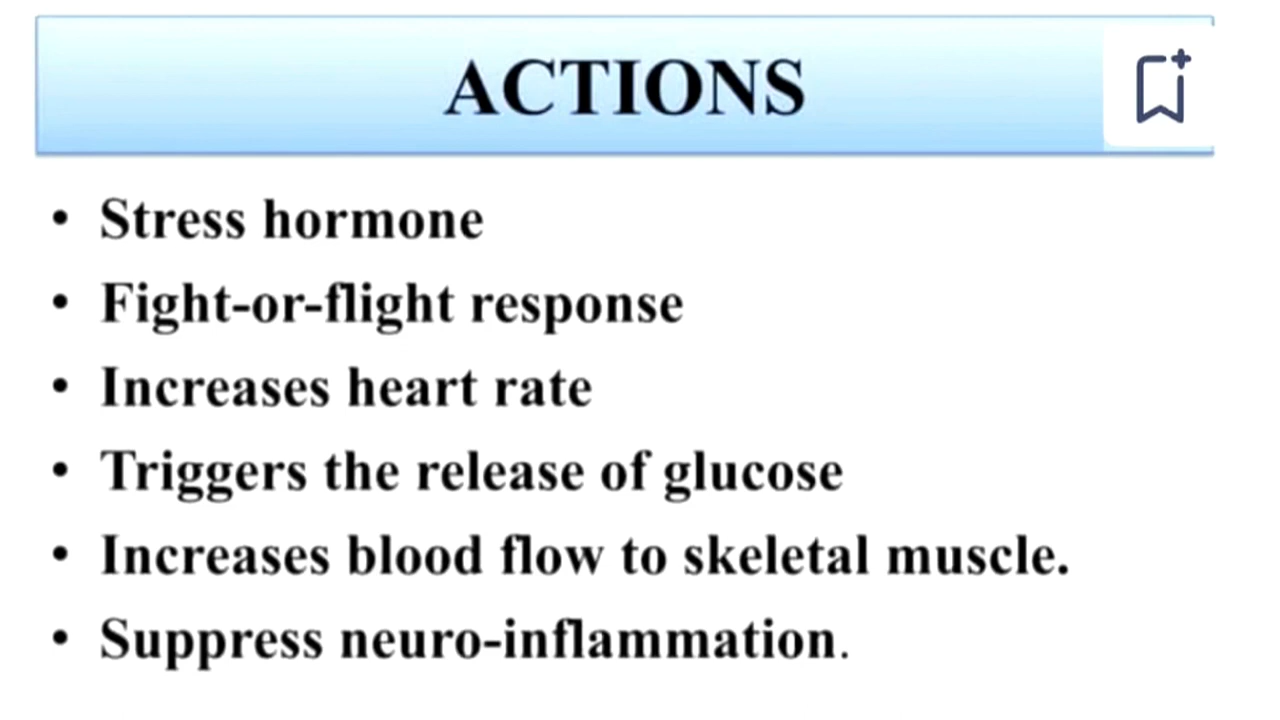 ACTIONS
• Stress hormone
• Fight-or-flight response
• Increases heart rate
• Triggers the release of glucose
• Increases blood flow to skeletal muscle.
• Suppress neuro-inflammation.